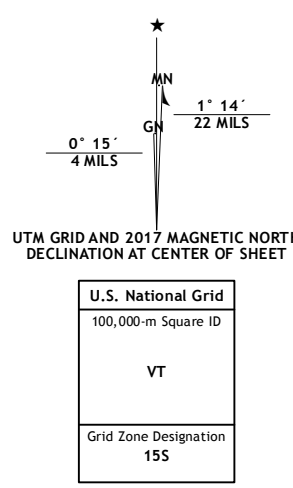 MN
1° 14´
22 MILS
GN
0° 15´
4 MILS
UTM GRID AND 2017 MAGNETIC NORTH
DECLINATION AT CENTER OF SHEET
U.S. National Grid
100,000-m Square ID
VT
Grid Zone Designation
15S